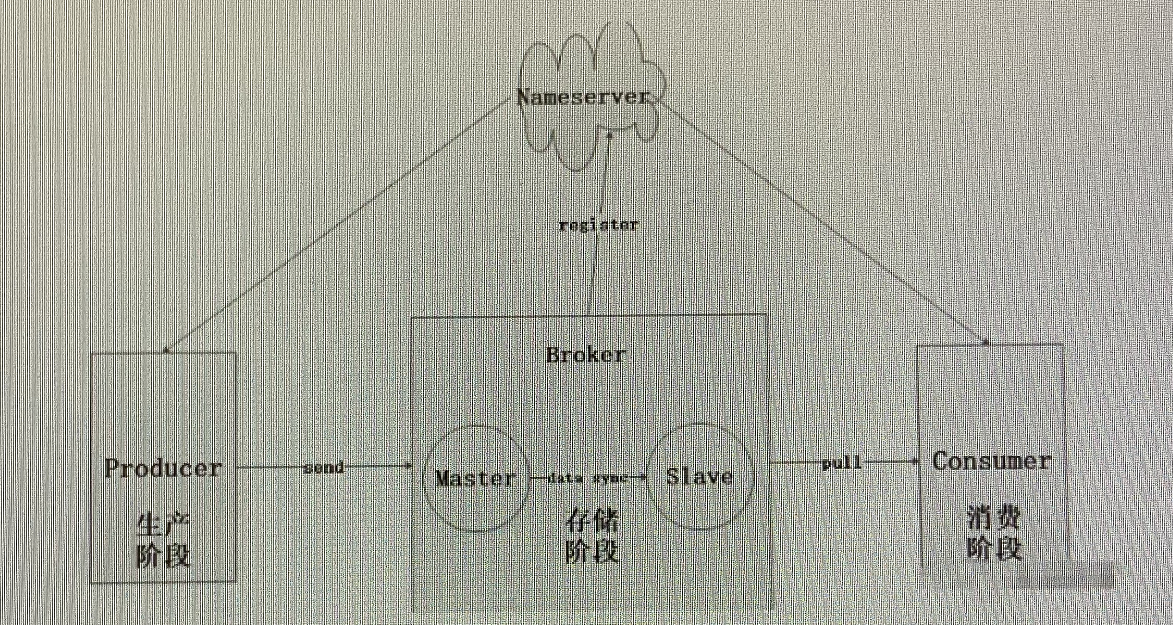 Nameserver
register
Broker
Producer
send
Master
data sync
Slave
pull
Consumer
生产
阶段
存储
阶段
消费
阶段